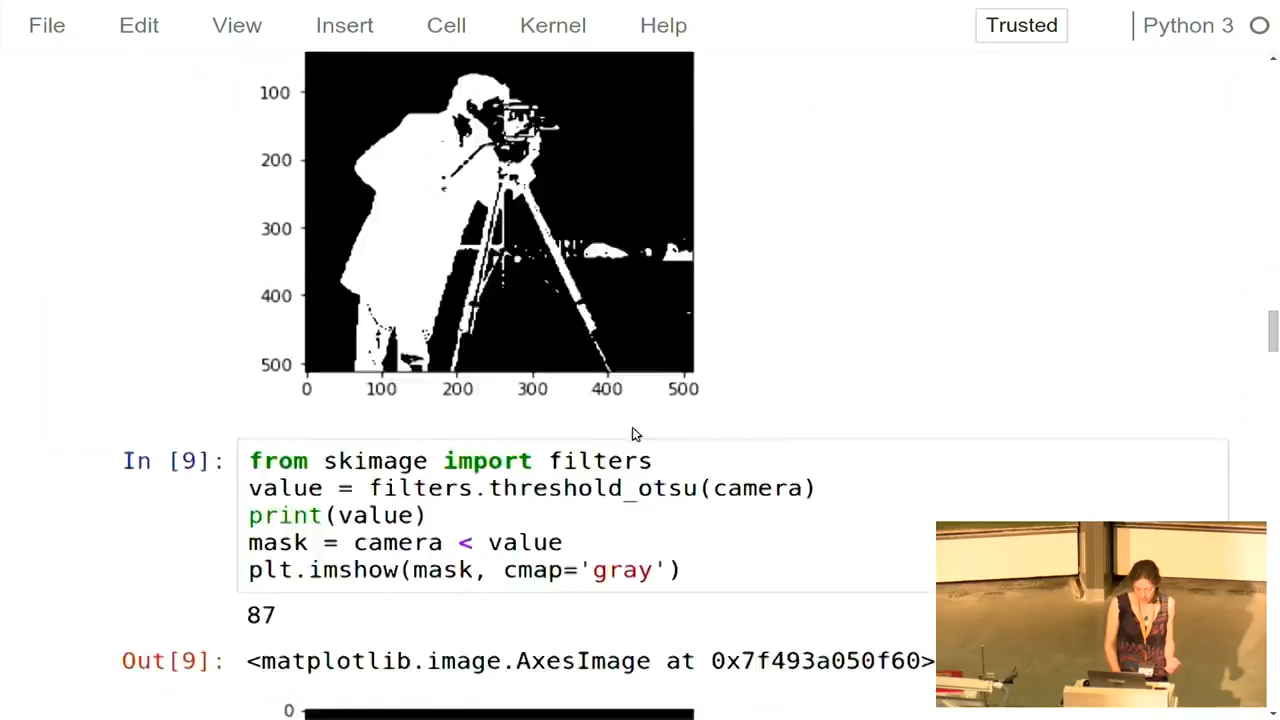 File Edit View Insert Cell Kernel Help Trusted Python 3
100
200
300
400
500
0 100 200 300 400 500
In [9]:
from skimage import filters
value = filters.threshold_otsu(camera)
print(value)
mask = camera < value
plt.imshow(mask, cmap='gray')
87
Out[9]: <matplotlib.image.AxesImage at 0x7f493a050f60>
0